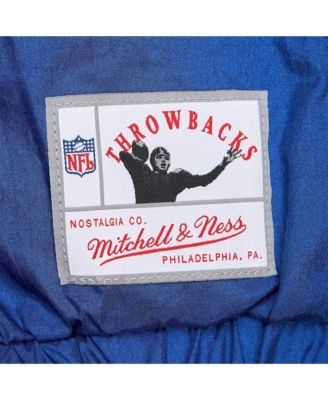 THROWBACKS
NFL
NOSTALGIA CO.
Mitchell & Ness
PHILADELPHIA, PA.